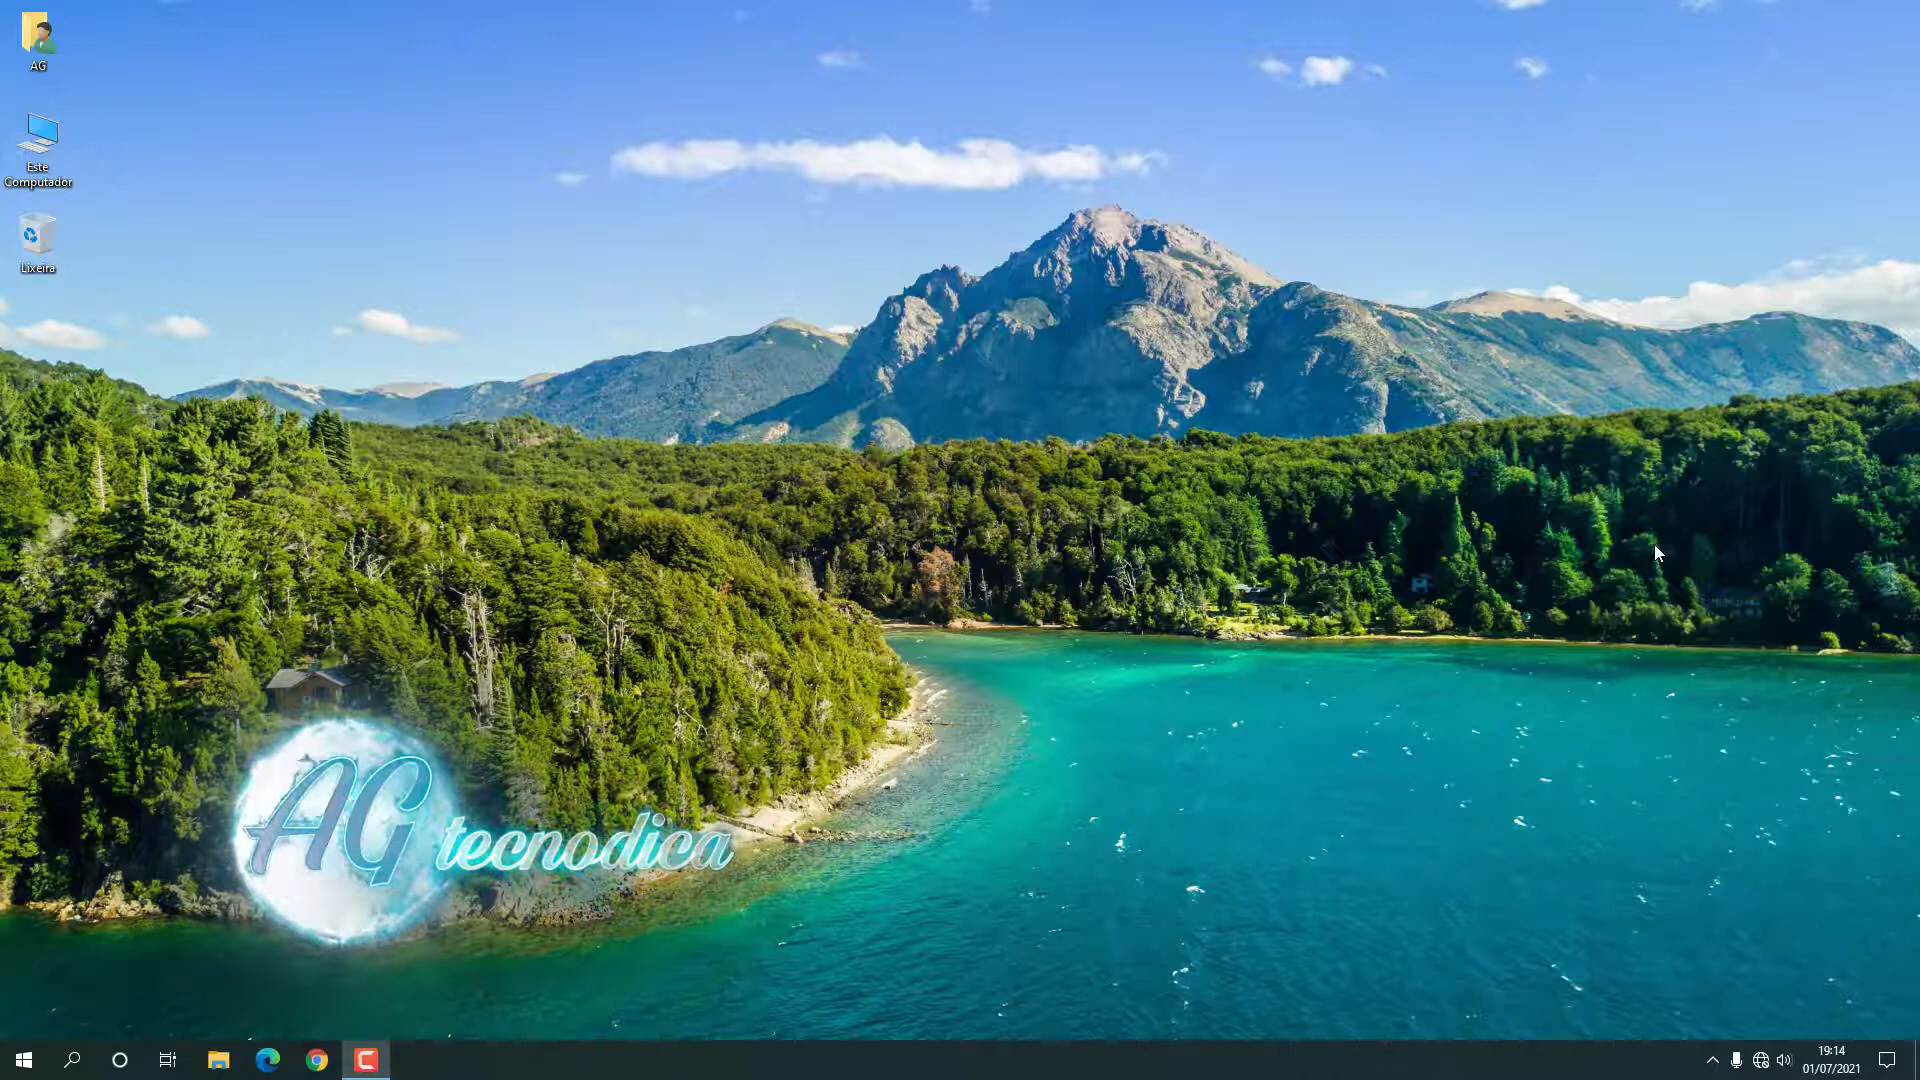 AG
Este
Computador
Lixeira
AG tecnodica
19:14
01/07/2021